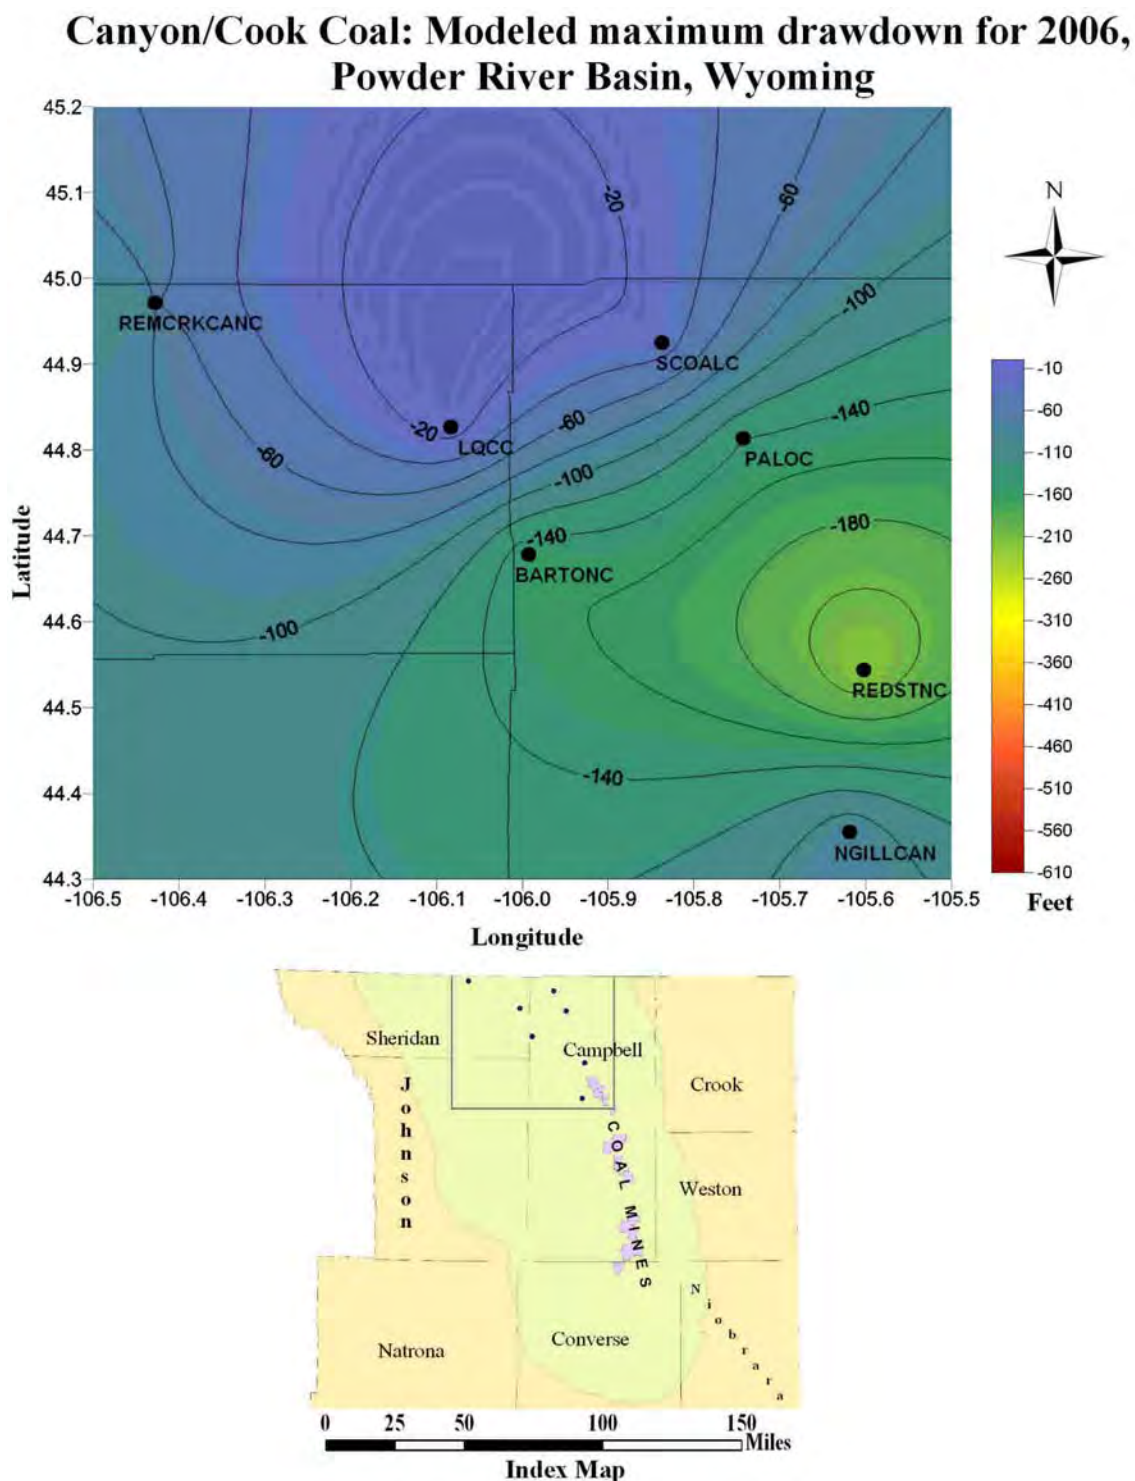 Canyon/Cook Coal: Modeled maximum drawdown for 2006,
Powder River Basin, Wyoming
45.2
45.1
45.0
44.9
44.8
44.7
44.6
44.5
44.4
44.3
Latitude
-20
-60
-100
REMCRKCANC
SCOALC
-20
LQCC
-60
-60
-140
PALOC
-100
-180
-140
BARTONC
-100
REDSTNC
-140
NGILLCAN
-106.5 -106.4 -106.3 -106.2 -106.1 -106.0 -105.9 -105.8 -105.7 -105.6 -105.5
Longitude
N
-10
-60
-110
-160
-210
-260
-310
-360
-410
-460
-510
-560
-610
Feet
Sheridan
Campbell
Johnson
Crook
COAL MINES
Weston
Niobrara
Converse
Natrona
0 25 50 100 150
Miles
Index Map